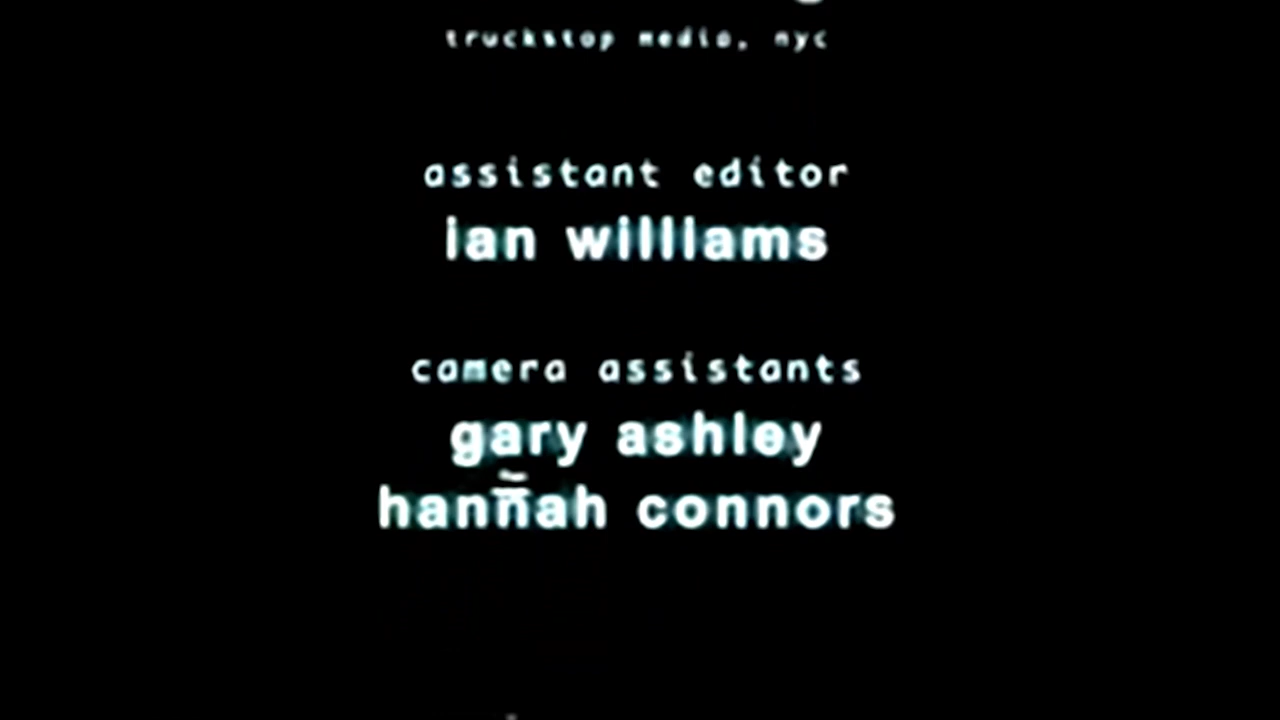 truckstop media, nyc
assistant editor
ian williams
camera assistants
gary ashley
hannah connors